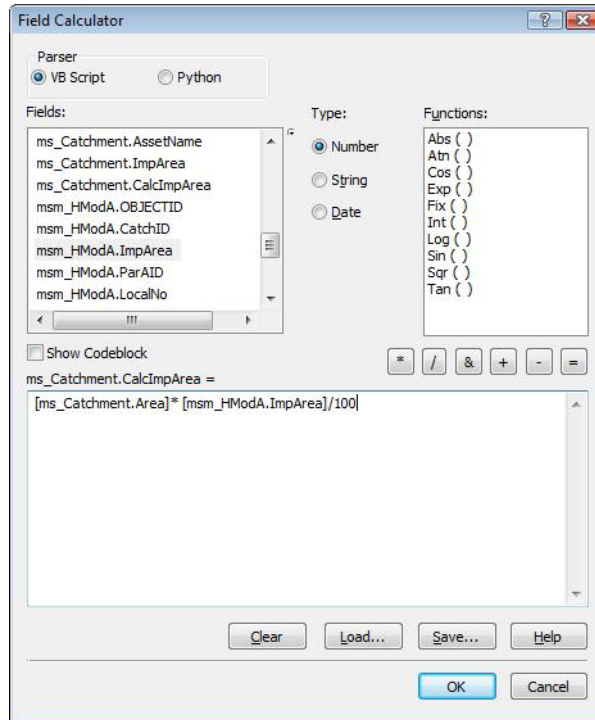 Field Calculator
Parser
VB Script Python
Fields: Type: Functions:
ms_Catchment.AssetName
ms_Catchment.ImpArea
ms_Catchment.CalcImpArea
msm_HModA.OBJECTID
msm_HModA.CatchID
msm_HModA.ImpArea
msm_HModA.ParAID
msm_HModA.LocalNo
Number
String
Date
Abs ( )
Atn ( )
Cos ( )
Exp ( )
Fix ( )
Int ( )
Log ( )
Sin ( )
Sqr ( )
Tan ( )
Show Codeblock
* / & + - =
ms_Catchment.CalcImpArea =
[ms_Catchment.Area]* [msm_HModA.ImpArea]/100
Clear Load... Save... Help
OK Cancel